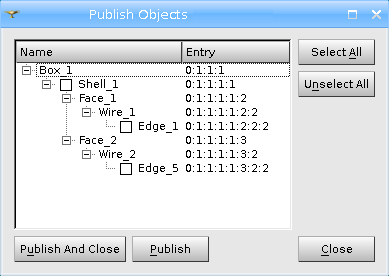 Publish Objects
Name Entry
Box_1 0:1:1:1
Shell_1 0:1:1:1:1
Face_1 0:1:1:1:1:2
Wire_1 0:1:1:1:1:2:2
Edge_1 0:1:1:1:1:2:2:2
Face_2 0:1:1:1:1:3
Wire_2 0:1:1:1:1:3:2
Edge_5 0:1:1:1:1:3:2:2
Select All
Unselect All
Publish And Close Publish Close